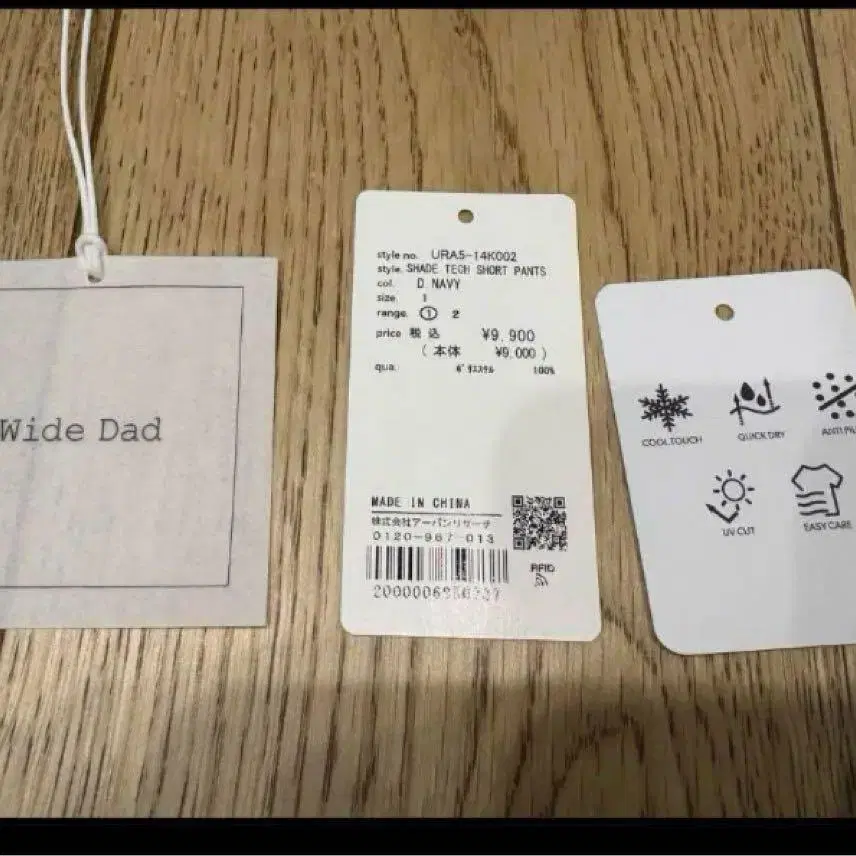 Wide Dad
style no. URA5-14K002
style. SHADE TECH SHORT PANTS
col. D NAVY
size 1
range. ① 2
price 税込 ¥9,900
(本体 ¥9,000)
qua. ﾎﾟﾘｴｽﾃﾙ 100%
MADE IN CHINA
株式会社アーバンリサーチ
0120-967-013
RFID
COOL TOUCH
QUICK DRY
ANTI
UV CUT
EASY CARE